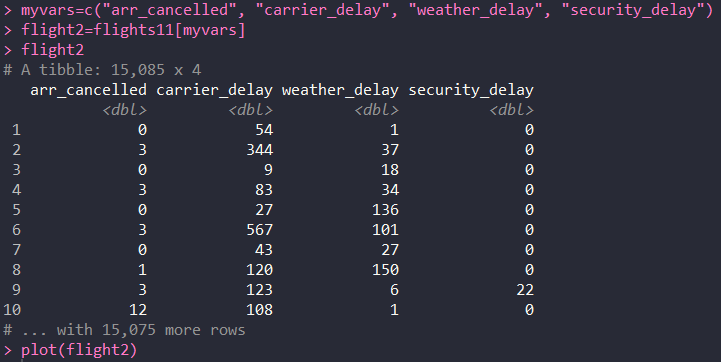 > myvars=c("arr_cancelled", "carrier_delay", "weather_delay", "security_delay")
> flight2=flights11[myvars]
> flight2
# A tibble: 15,085 x 4
   arr_cancelled carrier_delay weather_delay security_delay
           <dbl>         <dbl>         <dbl>          <dbl>
 1             0            54             1              0
 2             3           344            37              0
 3             0             9            18              0
 4             3            83            34              0
 5             0            27           136              0
 6             3           567           101              0
 7             0            43            27              0
 8             1           120           150              0
 9             3           123             6             22
10            12           108             1              0
# ... with 15,075 more rows
> plot(flight2)